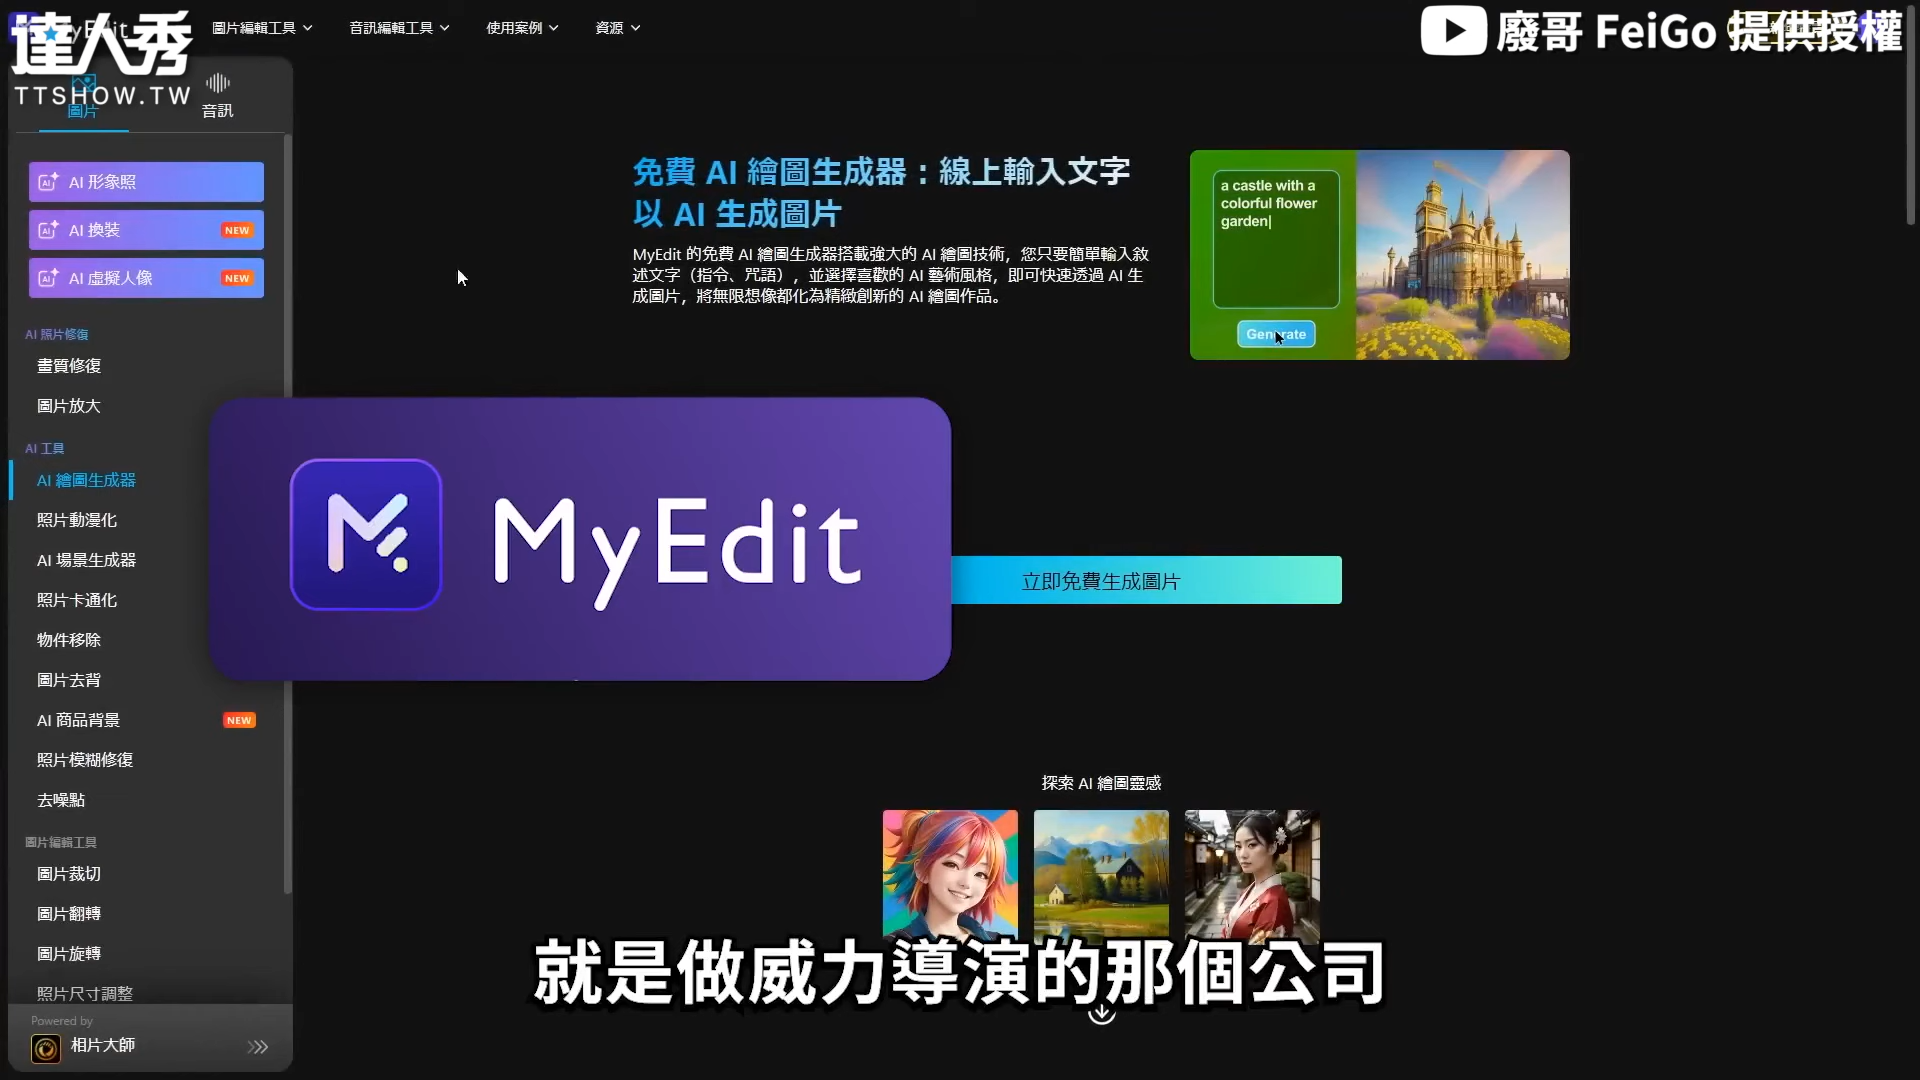 達人秀
TTSHOW.TW
圖片編輯工具
音訊編輯工具
使用案例
資源
廢哥 FeiGo 提供授權
圖片
音訊
AI 形象照
AI 換裝
NEW
AI 虛擬人像
NEW
AI 照片修復
畫質修復
圖片放大
AI 工具
AI 繪圖生成器
照片動漫化
AI 場景生成器
照片卡通化
物件移除
圖片去背
AI 商品背景
NEW
照片模糊修復
去噪點
圖片編輯工具
圖片裁切
圖片翻轉
圖片旋轉
照片尺寸調整
Powered by
相片大師
免費 AI 繪圖生成器：線上輸入文字
以 AI 生成圖片
MyEdit 的免費 AI 繪圖生成器搭載強大的 AI 繪圖技術，您只要簡單輸入敘
述文字（指令、咒語），並選擇喜歡的 AI 藝術風格，即可快速透過 AI 生
成圖片，將無限想像都化為精緻創新的 AI 繪圖作品。
a castle with a
colorful flower
garden
Generate
MyEdit
立即免費生成圖片
探索 AI 繪圖靈感
就是做威力導演的那個公司